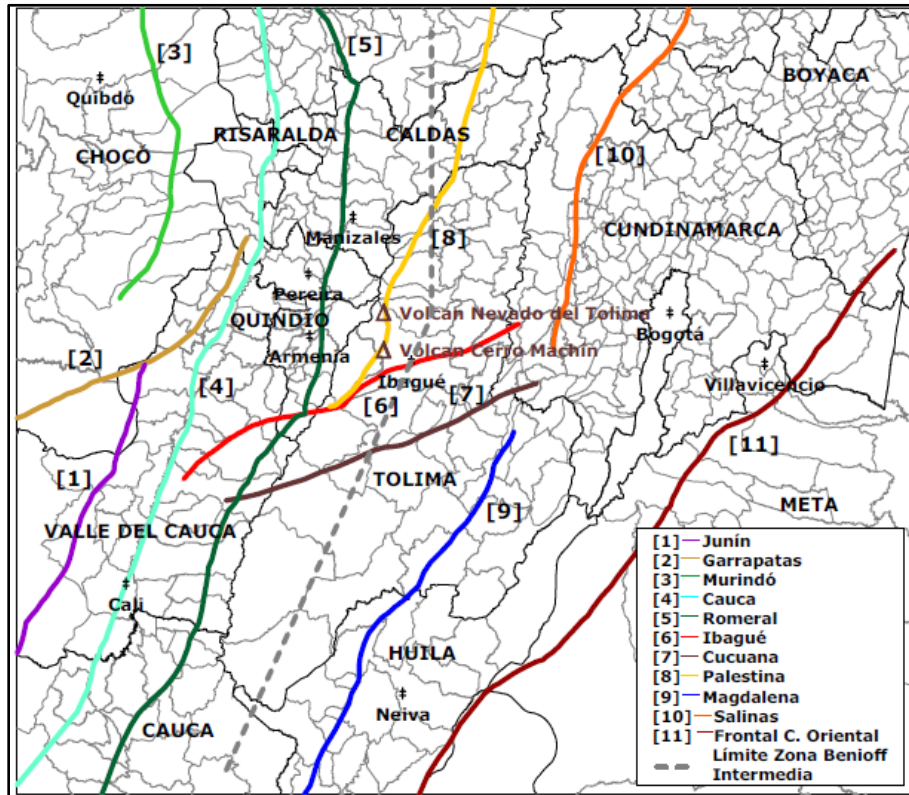 [3]
[5]
BOYACA
Quibdó
RISARALDA
CALDAS
CHOCÓ
[10]
CUNDINAMARCA
Manizales
[8]
Pereira
Volcan Nevado del Tolima
QUINDIO
Bogotá
Armenia
Volcan Cerro Machín
[2]
Ibagué
[4]
[7]
Villavicencio
[6]
[11]
[1]
TOLIMA
META
[9]
VALLE DEL CAUCA
Cali
HUILA
CAUCA
Neiva
[1] Junín
[2] Garrapatas
[3] Murindó
[4] Cauca
[5] Romeral
[6] Ibagué
[7] Cucuana
[8] Palestina
[9] Magdalena
[10] Salinas
[11] Frontal C. Oriental
Límite Zona Benioff
Intermedia